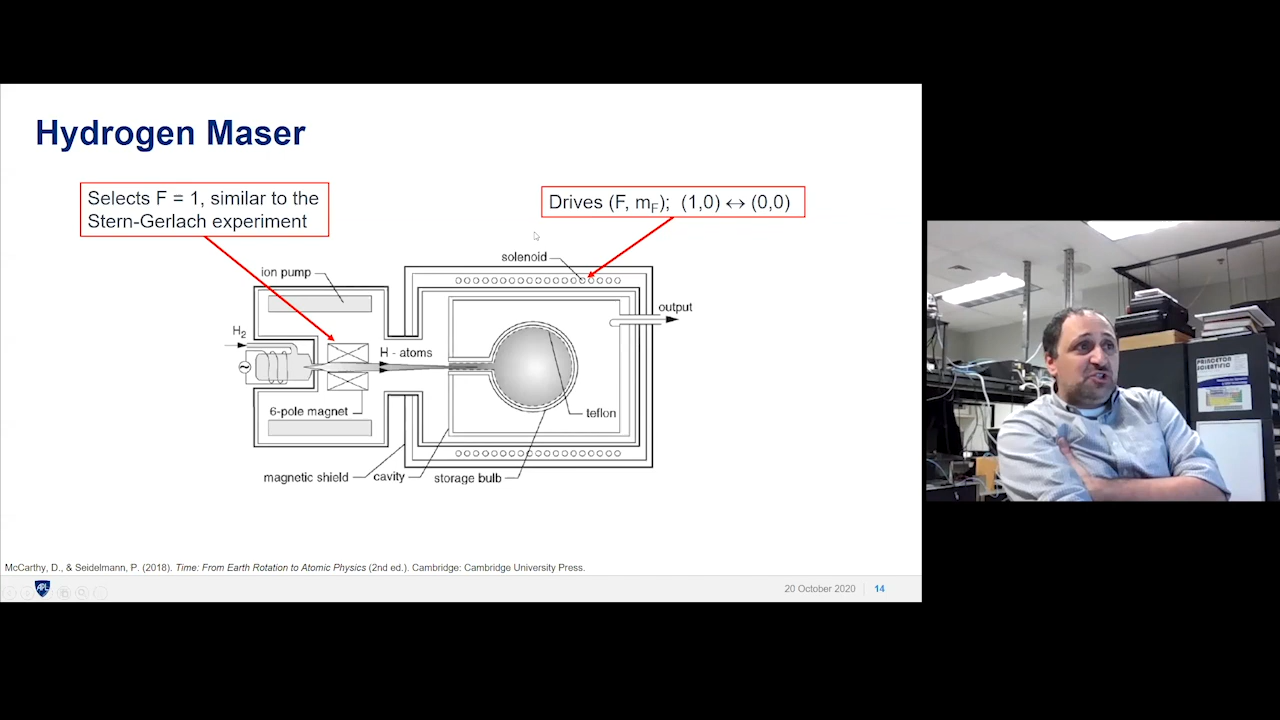 Hydrogen Maser
Selects F = 1, similar to the
Stern-Gerlach experiment
Drives (F, mF); (1,0) ↔ (0,0)
solenoid
ion pump
output
H2
H - atoms
6-pole magnet
teflon
magnetic shield
cavity
storage bulb
McCarthy, D., & Seidelmann, P. (2018). Time: From Earth Rotation to Atomic Physics (2nd ed.). Cambridge: Cambridge University Press.
APL
20 October 2020
14
PRINCETON
SCIENTIFIC